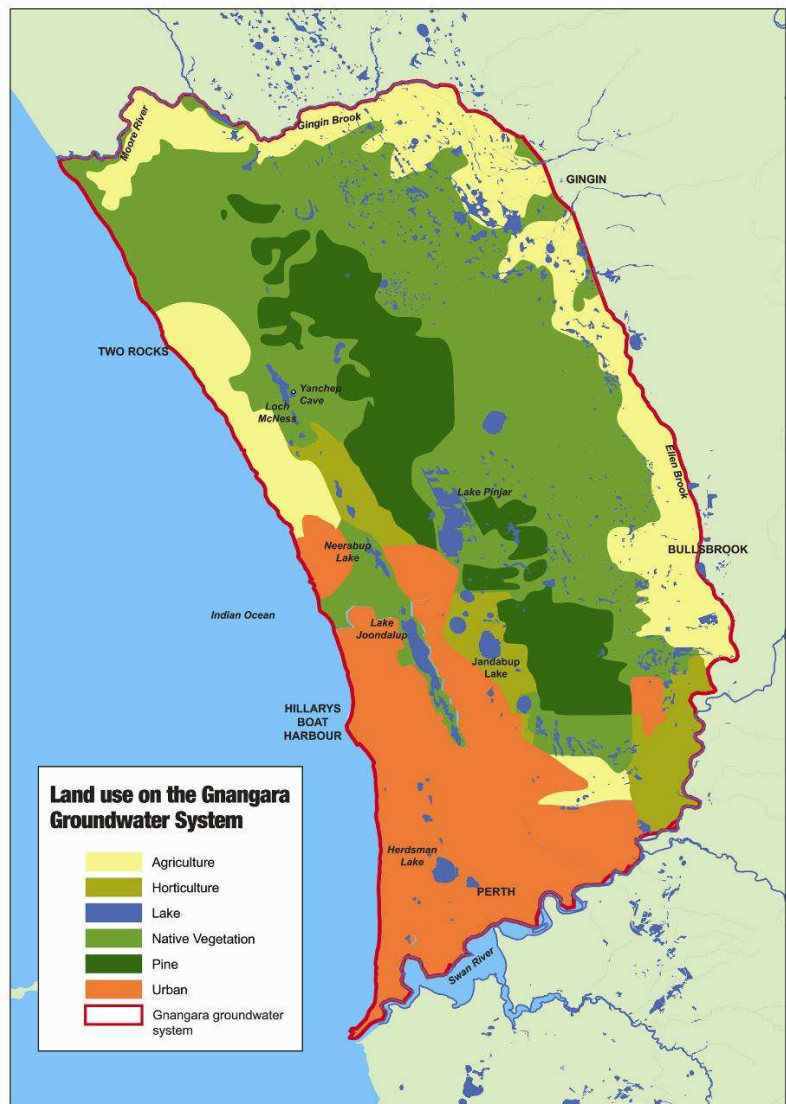 Moore River
Gingin Brook
GINGIN
TWO ROCKS
Yanchep
Cave
Loch
McNess
Ellen Brook
Lake Pinjar
BULLSBROOK
Neerabup
Lake
Indian Ocean
Lake
Joondalup
Jandabup
Lake
HILLARYS
BOAT
HARBOUR
Herdsman
Lake
PERTH
Swan River
Land use on the Gnangara
Groundwater System
Agriculture
Horticulture
Lake
Native Vegetation
Pine
Urban
Gnangara groundwater
system